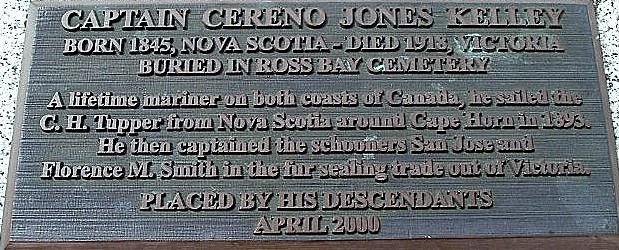 CAPTAIN CERENO JONES KELLEY
BORN 1845, NOVA SCOTIA - DIED 1918, VICTORIA
BURIED IN ROSS BAY CEMETERY
A lifetime mariner on both coasts of Canada, he sailed the
C. H. Tupper from Nova Scotia around Cape Horn in 1893.
He then captained the schooners San Jose and
Florence M. Smith in the fur sealing trade out of Victoria.
PLACED BY HIS DESCENDANTS
APRIL 2000